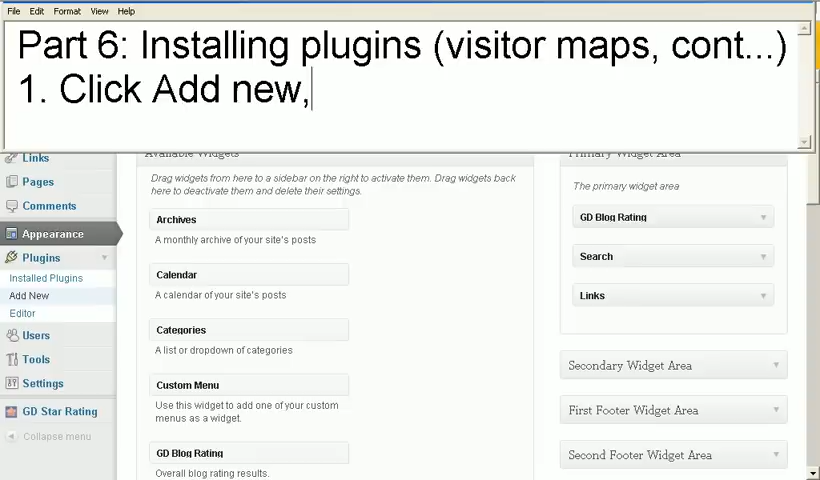 File Edit Format View Help
Part 6: Installing plugins (visitor maps, cont...)
1. Click Add new,
Available Widgets
Primary Widget Area
Links
Pages
Comments
Appearance
Plugins
Installed Plugins
Add New
Editor
Users
Tools
Settings
GD Star Rating
Collapse menu
Drag widgets from here to a sidebar on the right to activate them. Drag widgets back
here to deactivate them and delete their settings.
Archives
A monthly archive of your site's posts
Calendar
A calendar of your site's posts
Categories
A list or dropdown of categories
Custom Menu
Use this widget to add one of your custom
menus as a widget.
GD Blog Rating
Overall blog rating results.
The primary widget area
GD Blog Rating
Search
Links
Secondary Widget Area
First Footer Widget Area
Second Footer Widget Area